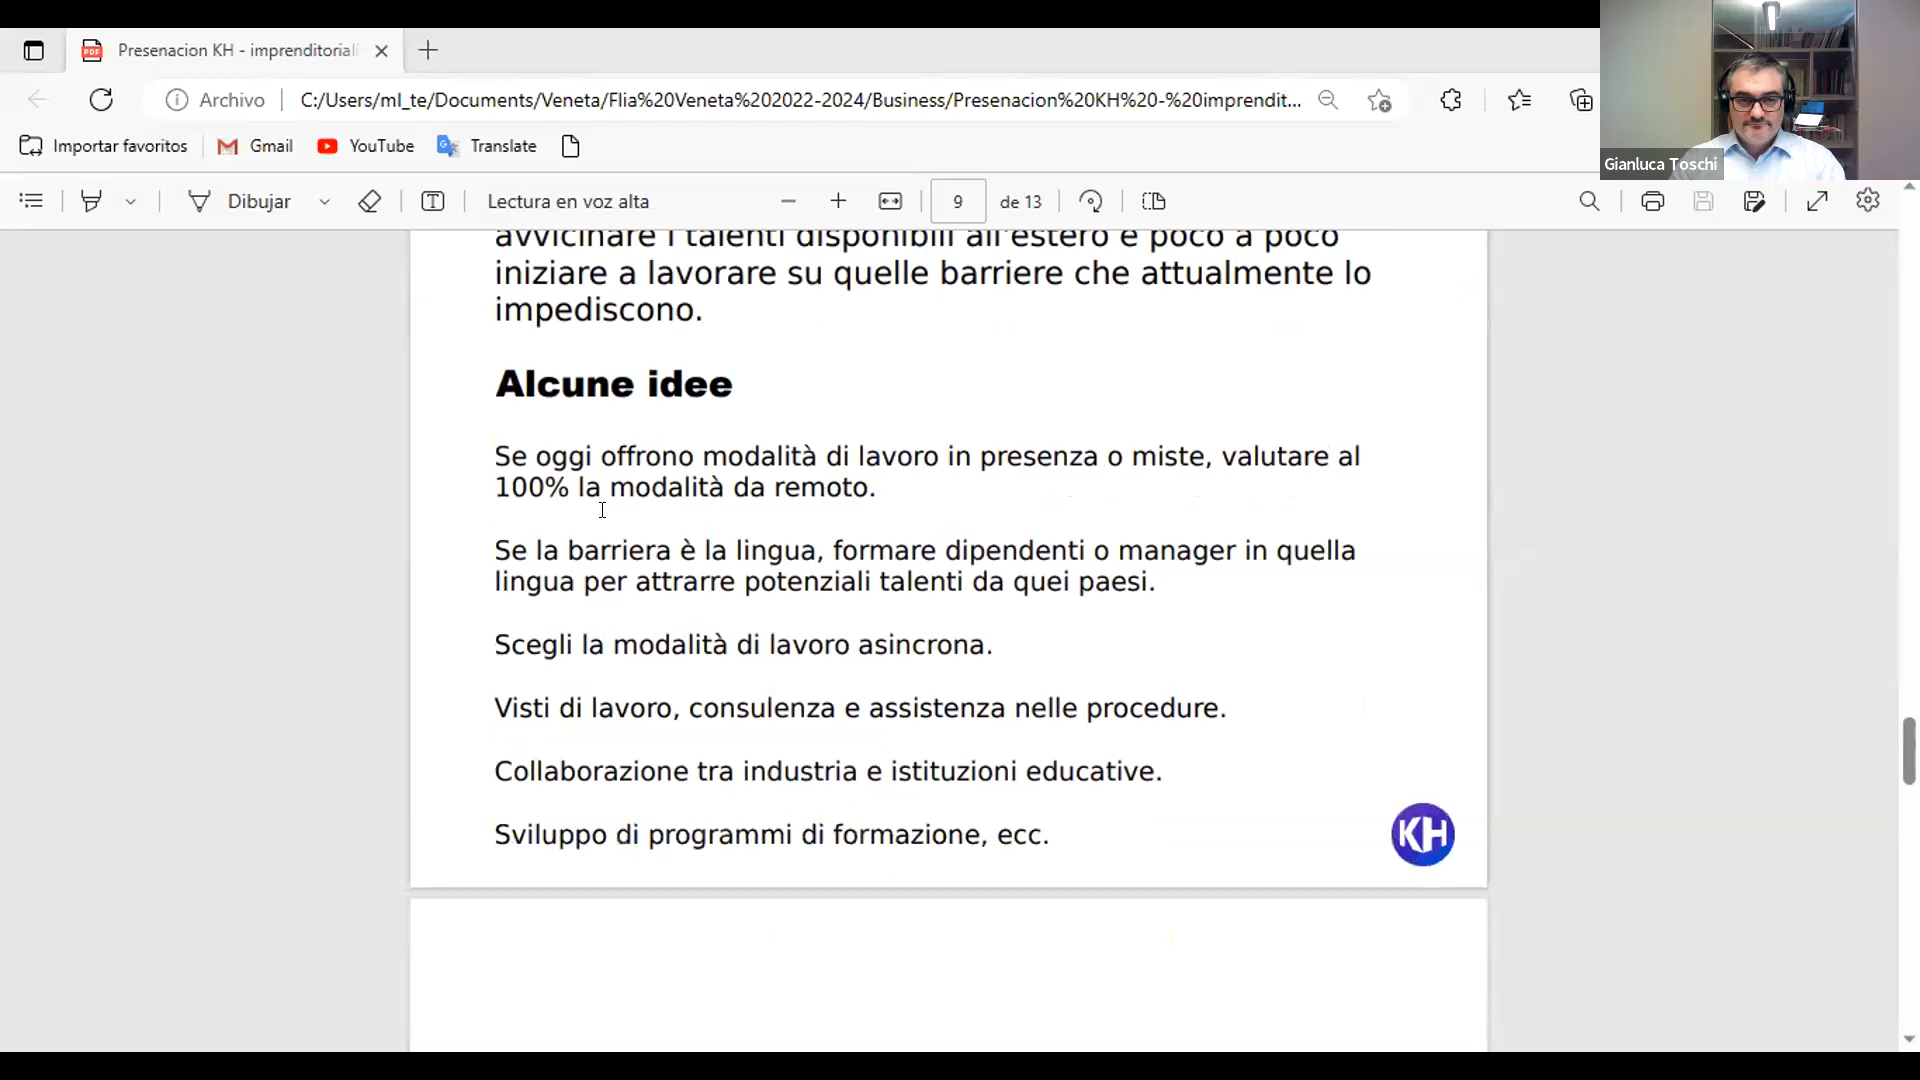 Presenacion KH - imprenditoriali
Archivo
C:/Users/ml_te/Documents/Veneta/Flia%20Veneta%202022-2024/Business/Presenacion%20KH%20-%20imprendit...
Importar favoritos
Gmail
YouTube
Translate
Gianluca Toschi
Dibujar
Lectura en voz alta
9
de 13
avvicinare i talenti disponibili all'estero e poco a poco
iniziare a lavorare su quelle barriere che attualmente lo
impediscono.
Alcune idee
Se oggi offrono modalità di lavoro in presenza o miste, valutare al
100% la modalità da remoto.
Se la barriera è la lingua, formare dipendenti o manager in quella
lingua per attrarre potenziali talenti da quei paesi.
Scegli la modalità di lavoro asincrona.
Visti di lavoro, consulenza e assistenza nelle procedure.
Collaborazione tra industria e istituzioni educative.
Sviluppo di programmi di formazione, ecc.
KH